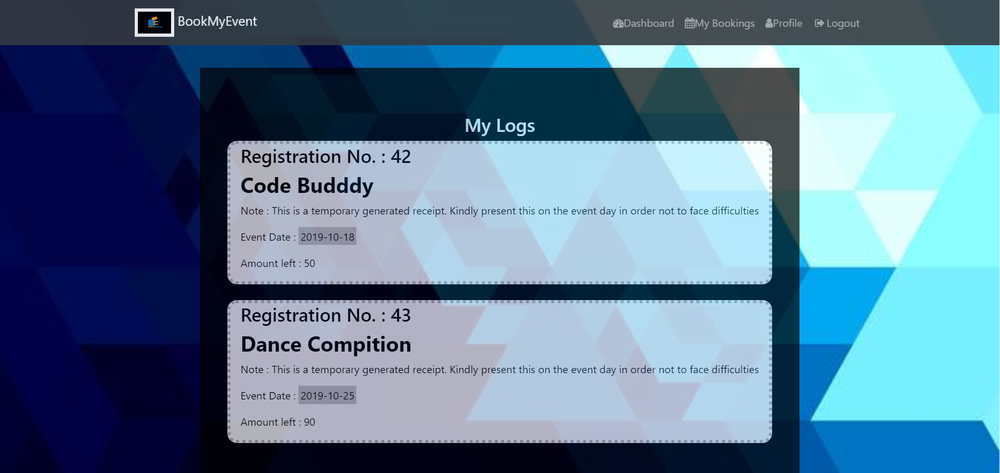 BookMyEvent
Dashboard My Bookings Profile Logout
My Logs
Registration No. : 42
Code Budddy
Note : This is a temporary generated receipt. Kindly present this on the event day in order not to face difficulties
Event Date : 2019-10-18
Amount left : 50
Registration No. : 43
Dance Compition
Note : This is a temporary generated receipt. Kindly present this on the event day in order not to face difficulties
Event Date : 2019-10-25
Amount left : 90